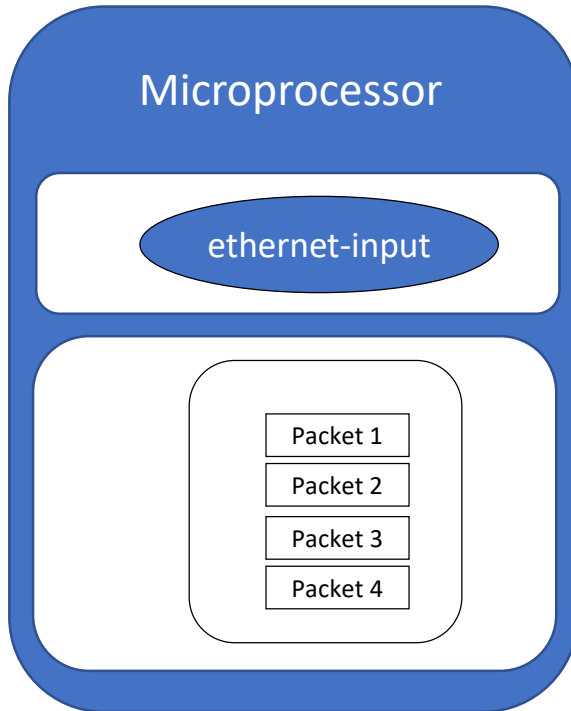 Microprocessor
ethernet-input
Packet 1
Packet 2
Packet 3
Packet 4